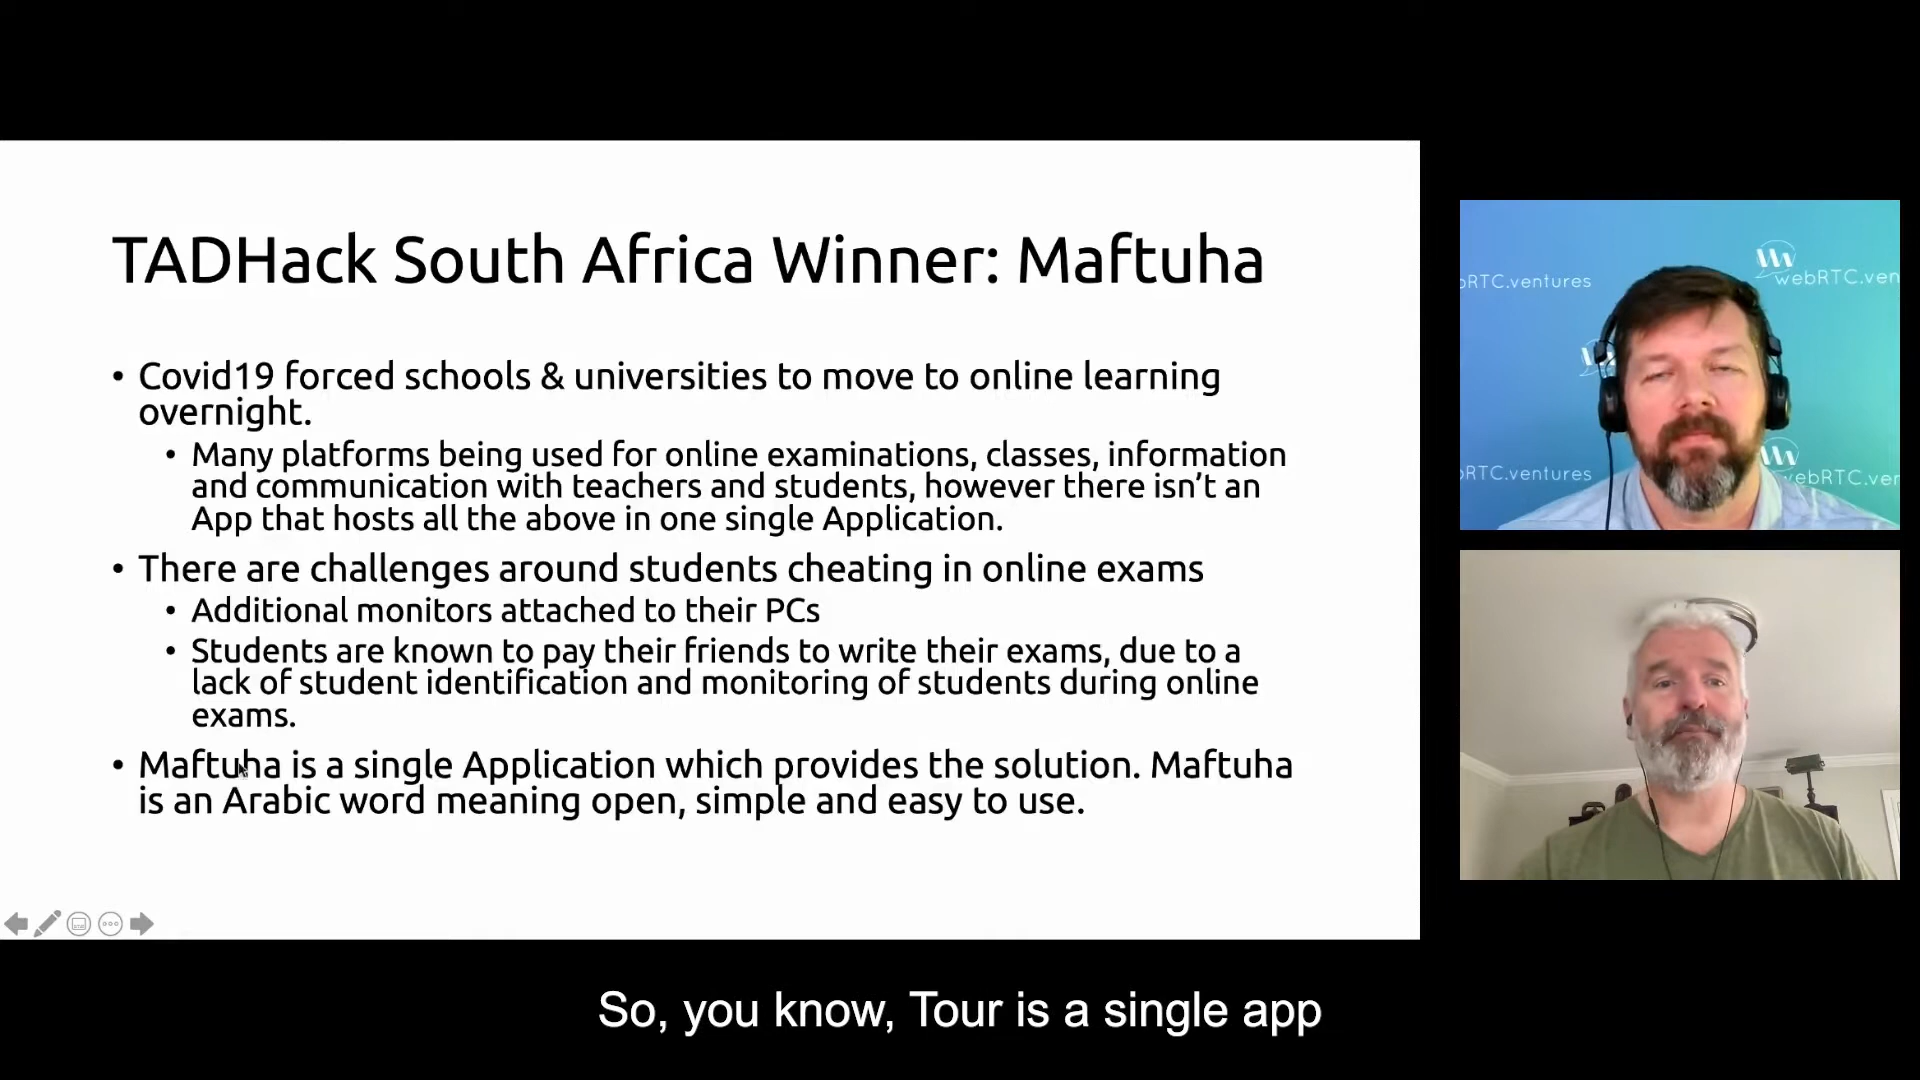 TADHack South Africa Winner: Maftuha
• Covid19 forced schools & universities to move to online learning
overnight.
• Many platforms being used for online examinations, classes, information
and communication with teachers and students, however there isn't an
App that hosts all the above in one single Application.
• There are challenges around students cheating in online exams
• Additional monitors attached to their PCs
• Students are known to pay their friends to write their exams, due to a
lack of student identification and monitoring of students during online
exams.
• Maftuha is a single Application which provides the solution. Maftuha
is an Arabic word meaning open, simple and easy to use.
bRTC.ventures
webRTC.ven
bRTC.ventures
webRTC.ver
So, you know, Tour is a single app